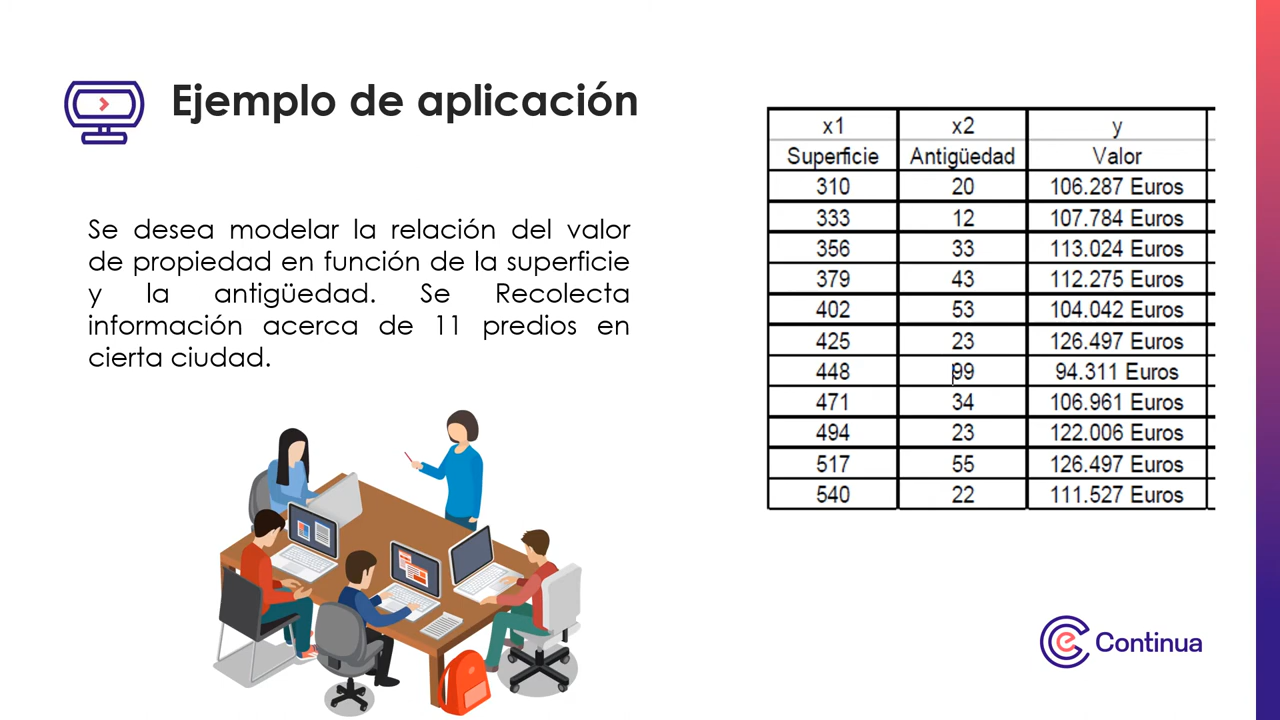 Ejemplo de aplicación
Se desea modelar la relación del valor
de propiedad en función de la superficie
y la antigüedad. Se Recolecta
información acerca de 11 predios en
cierta ciudad.
x1 x2 y
Superficie Antigüedad Valor
310 20 106.287 Euros
333 12 107.784 Euros
356 33 113.024 Euros
379 43 112.275 Euros
402 53 104.042 Euros
425 23 126.497 Euros
448 99 94.311 Euros
471 34 106.961 Euros
494 23 122.006 Euros
517 55 126.497 Euros
540 22 111.527 Euros
Continua